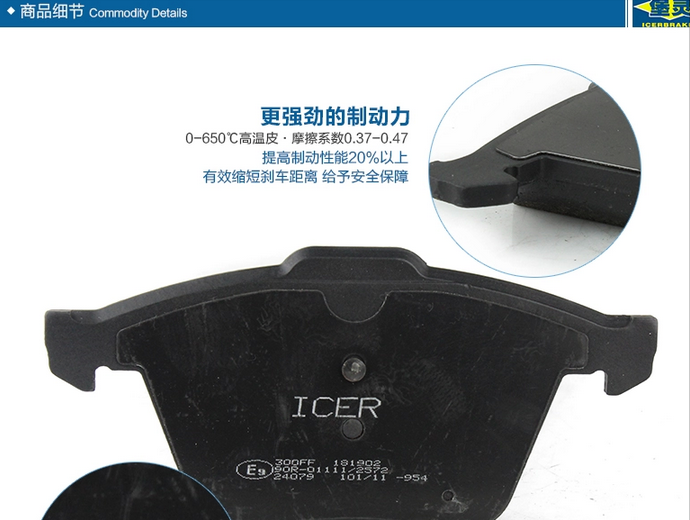 商品细节 Commodity Details
ICERBRAKE
更强劲的制动力
0-650℃高温皮·摩擦系数0.37-0.47
提高制动性能20%以上
有效缩短刹车距离 给予安全保障
ICER
E9 300FF 181902
90R-01111/2572
24079 101/11 -954